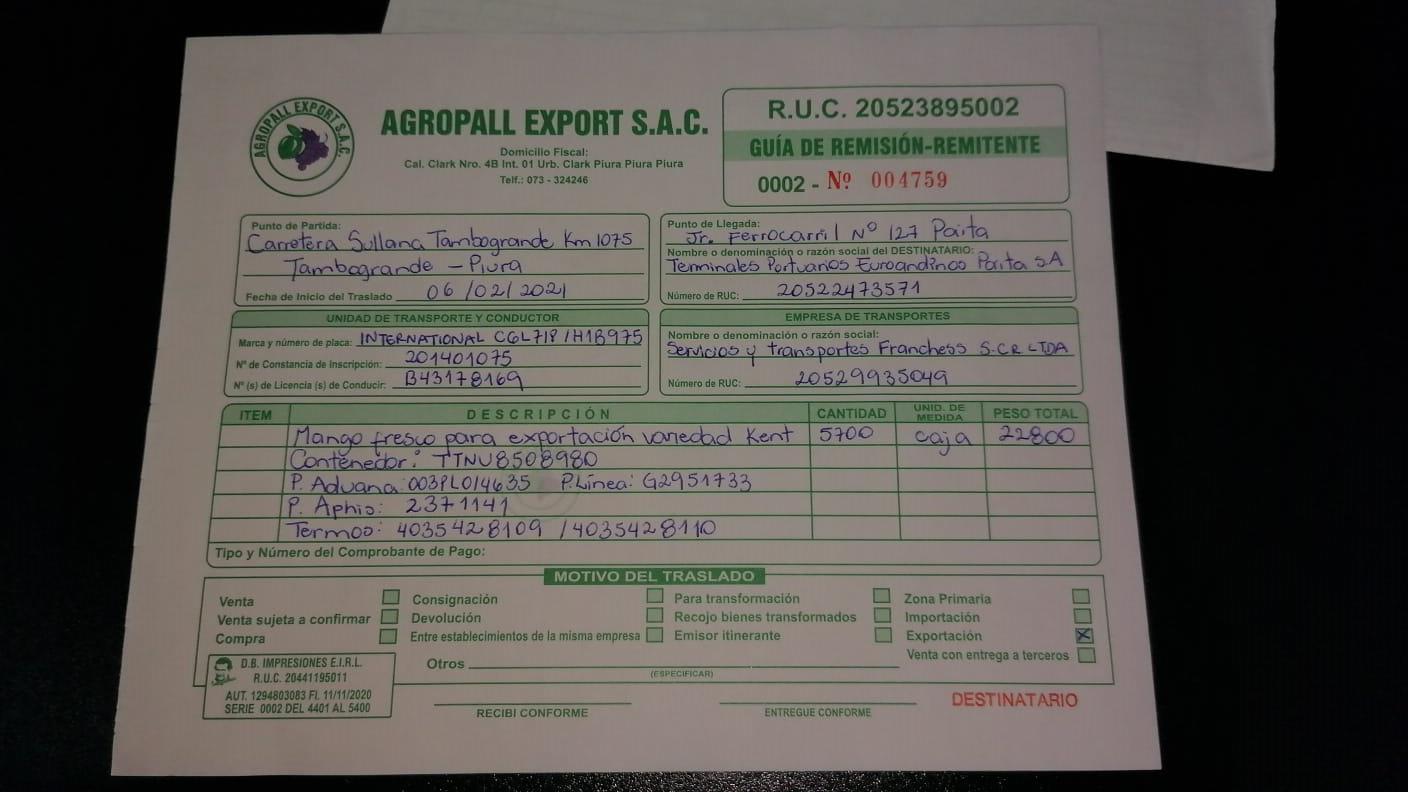 AGROPALL EXPORT S.A.C.
AGROPALL EXPORT S.A.C.
Domicilio Fiscal:
Cal. Clark Nro. 4B Int. 01 Urb. Clark Piura Piura Piura
Telf.: 073 - 324246
R.U.C. 20523895002
GUÍA DE REMISIÓN-REMITENTE
0002 - Nº 004759
Punto de Partida:
Carretera Sullana Tambogrande Km 1075
Tambogrande - Piura
Fecha de Inicio del Traslado 06/02/2021
Punto de Llegada:
Jr. Ferrocarril Nº 127 Paita
Nombre o denominación o razón social del DESTINATARIO:
Terminales Portuarios Euroandinos Paita SA
Número de RUC: 20522473571
UNIDAD DE TRANSPORTE Y CONDUCTOR
Marca y número de placa: INTERNATIONAL CGL718/H1B975
Nº de Constancia de Inscripción: 201401075
Nº (s) de Licencia (s) de Conducir: B43178169
EMPRESA DE TRANSPORTES
Nombre o denominación o razón social:
Servicios y transportes Franchess S.C.R LTDA
Número de RUC: 20529935049
ITEM DESCRIPCIÓN CANTIDAD UNID. DE MEDIDA PESO TOTAL
Mango fresco para exportación variedad Kent 5700 caja 22800
Contenedor: TTNU8508980
P. Aduana: 003PL014635 P.Línea: G2951733
P. Aphis: 2371141
Termos: 4035428109 / 4035428110
Tipo y Número del Comprobante de Pago:
MOTIVO DEL TRASLADO
Venta Consignación Para transformación Zona Primaria
Venta sujeta a confirmar Devolución Recojo bienes transformados Importación
Compra Entre establecimientos de la misma empresa Emisor itinerante Exportación X
Venta con entrega a terceros
Otros
(ESPECIFICAR)
D.B. IMPRESIONES E.I.R.L.
R.U.C. 20441195011
AUT. 1294803083 FI. 11/11/2020
SERIE 0002 DEL 4401 AL 5400
RECIBI CONFORME
ENTREGUE CONFORME
DESTINATARIO